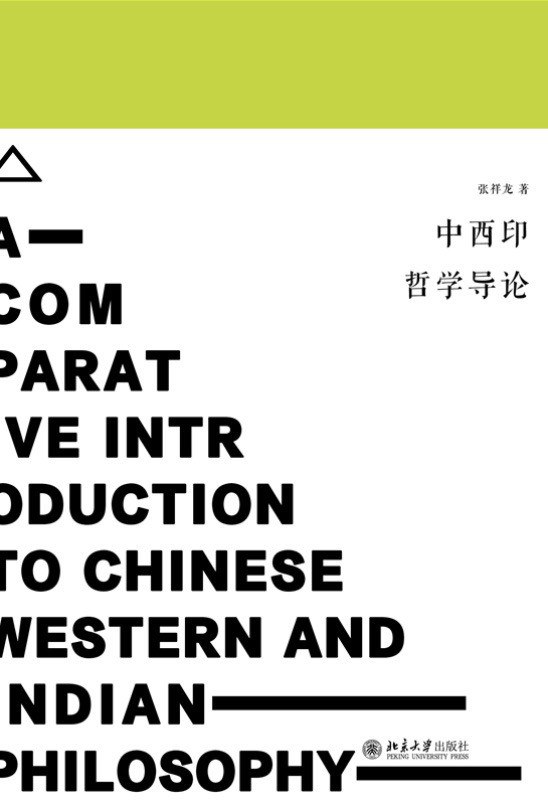 张祥龙 著
中西印
哲学导论
A
COM
PARAT
IVE INTR
ODUCTION
TO CHINESE
WESTERN AND
INDIAN
PHILOSOPHY
北京大学出版社
PEKING UNIVERSITY PRESS